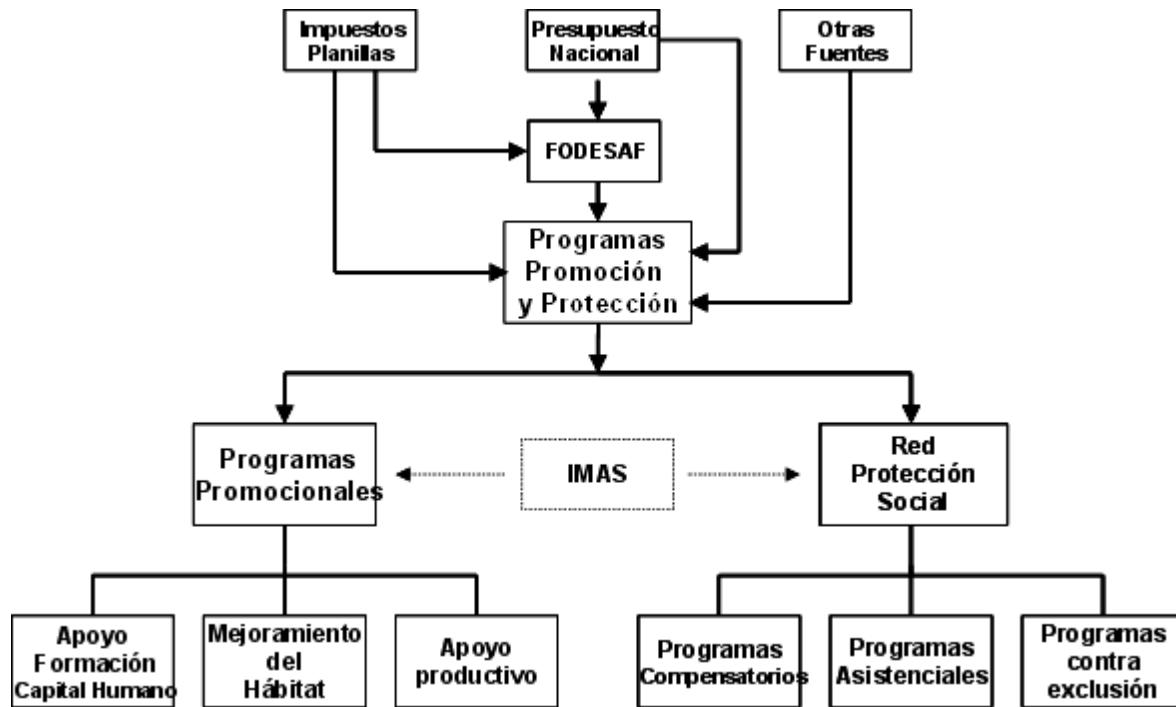 Impuestos
Planillas
Presupuesto
Nacional
Otras
Fuentes
FODESAF
Programas
Promoción
y Protección
Programas
Promocionales
IMAS
Red
Protección
Social
Apoyo
Formación
Capital Humano
Mejoramiento
del
Hábitat
Apoyo
productivo
Programas
Compensatorios
Programas
Asistenciales
Programas
contra
exclusión